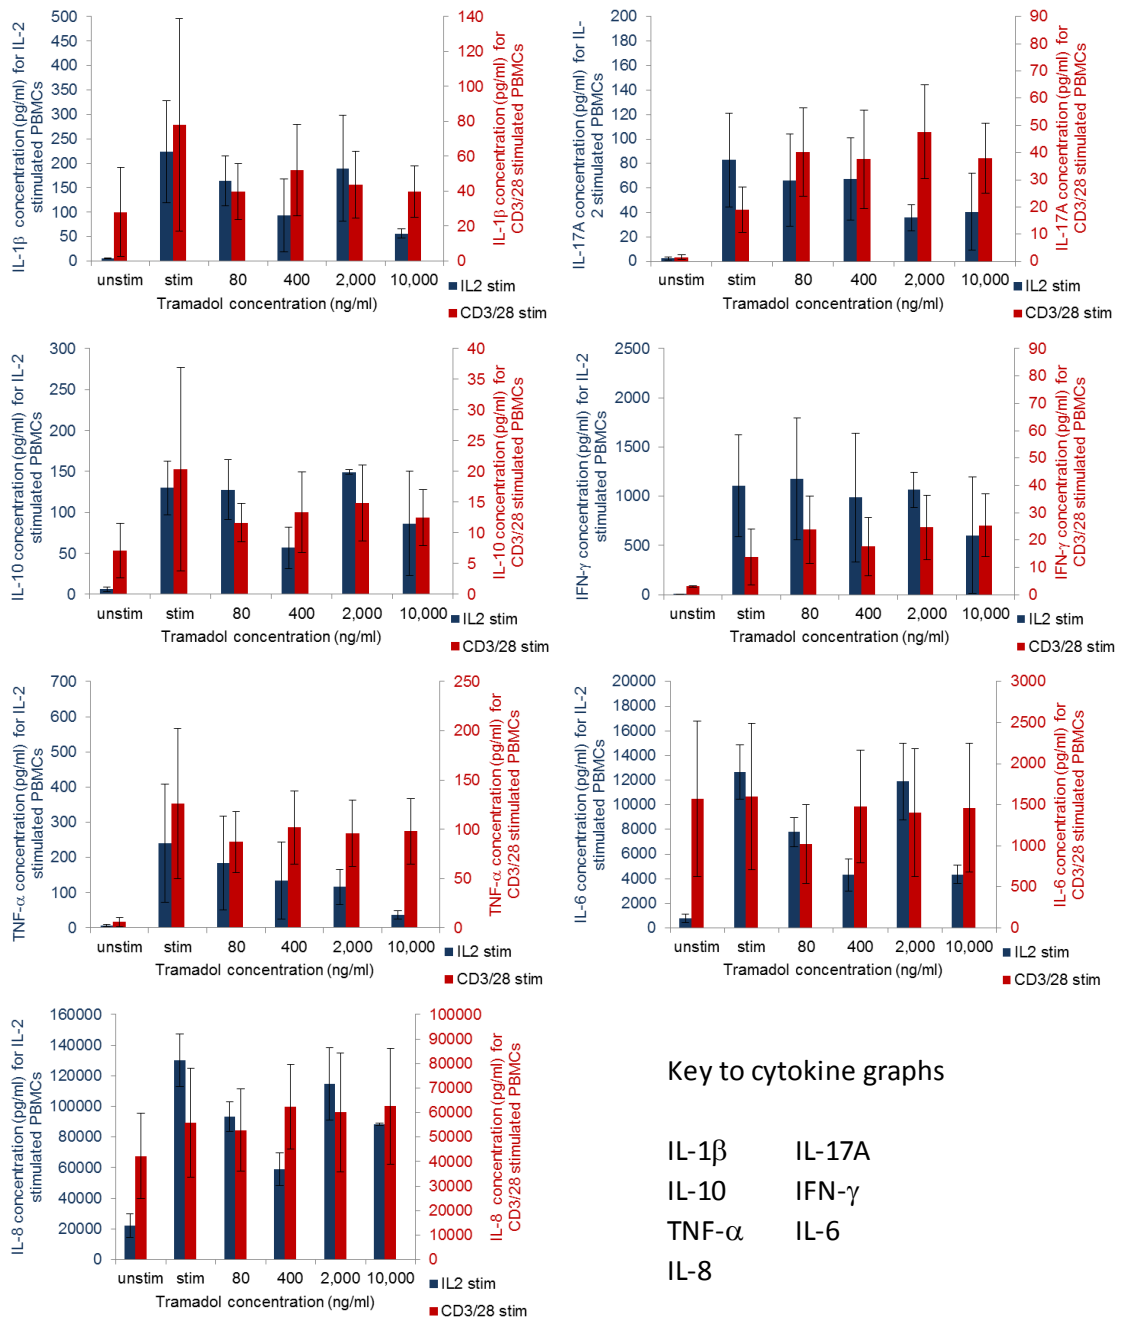 IL-1β concentration (pg/ml) for IL-2
stimulated PBMCs
500
450
400
350
300
250
200
150
100
50
0
140
120
100
80
60
40
20
0
IL-1β concentration (pg/ml) for
CD3/28 stimulated PBMCs
unstim stim 80 400 2,000 10,000
Tramadol concentration (ng/ml)
IL2 stim
CD3/28 stim
IL-17A concentration (pg/ml) for IL-
2 stimulated PBMCs
200
180
160
140
120
100
80
60
40
20
0
90
80
70
60
50
40
30
20
10
0
IL-17A concentration (pg/ml) for
CD3/28 stimulated PBMCs
unstim stim 80 400 2,000 10,000
Tramadol concentration (ng/ml)
IL2 stim
CD3/28 stim
IL-10 concentration (pg/ml) for IL-2
stimulated PBMCs
300
250
200
150
100
50
0
40
35
30
25
20
15
10
5
0
IL-10 concentration (pg/ml) for
CD3/28 stimulated PBMCs
unstim stim 80 400 2,000 10,000
Tramadol concentration (ng/ml)
IL2 stim
CD3/28 stim
IFN-γ concentration (pg/ml) for IL-2
stimulated PBMCs
2500
2000
1500
1000
500
0
90
80
70
60
50
40
30
20
10
0
IFN-γ concentration (pg/ml) for
CD3/28 stimulated PBMCs
unstim stim 80 400 2,000 10,000
Tramadol concentration (ng/ml)
IL2 stim
CD3/28 stim
TNF-α concentration (pg/ml) for IL-2
stimulated PBMCs
700
600
500
400
300
200
100
0
250
200
150
100
50
0
TNF-α concentration (pg/ml) for
CD3/28 stimulated PBMCs
unstim stim 80 400 2,000 10,000
Tramadol concentration (ng/ml)
IL2 stim
CD3/28 stim
IL-6 concentration (pg/ml) for IL-2
stimulated PBMCs
20000
18000
16000
14000
12000
10000
8000
6000
4000
2000
0
3000
2500
2000
1500
1000
500
0
IL-6 concentration (pg/ml) for
CD3/28 stimulated PBMCs
unstim stim 80 400 2,000 10,000
Tramadol concentration (ng/ml)
IL2 stim
CD3/28 stim
IL-8 concentration (pg/ml) for IL-2
stimulated PBMCs
160000
140000
120000
100000
80000
60000
40000
20000
0
100000
90000
80000
70000
60000
50000
40000
30000
20000
10000
0
IL-8 concentration (pg/ml) for
CD3/28 stimulated PBMCs
unstim stim 80 400 2,000 10,000
Tramadol concentration (ng/ml)
IL2 stim
CD3/28 stim
Key to cytokine graphs
IL-1β IL-17A
IL-10 IFN-γ
TNF-α IL-6
IL-8